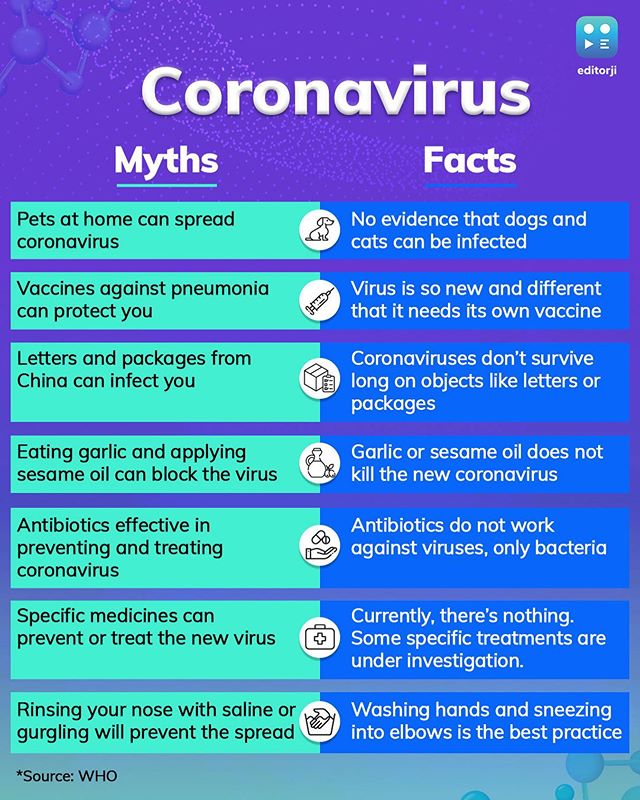 editorji
Coronavirus
Myths
Facts
Pets at home can spread
coronavirus
No evidence that dogs and
cats can be infected
Vaccines against pneumonia
can protect you
Virus is so new and different
that it needs its own vaccine
Letters and packages from
China can infect you
Coronaviruses don't survive
long on objects like letters or
packages
Eating garlic and applying
sesame oil can block the virus
Garlic or sesame oil does not
kill the new coronavirus
Antibiotics effective in
preventing and treating
coronavirus
Antibiotics do not work
against viruses, only bacteria
Specific medicines can
prevent or treat the new virus
Currently, there's nothing.
Some specific treatments are
under investigation.
Rinsing your nose with saline or
gurgling will prevent the spread
Washing hands and sneezing
into elbows is the best practice
*Source: WHO